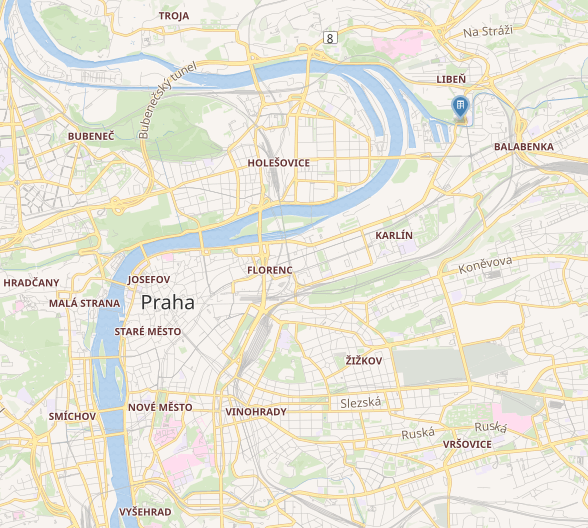 TROJA
Na Stráži
8
Bubenečský tunel
LIBEŇ
BUBENEČ
BALABENKA
HOLEŠOVICE
KARLÍN
Koněvova
FLORENC
JOSEFOV
HRADČANY
MALÁ STRANA
Praha
STARÉ MĚSTO
ŽIŽKOV
Slezská
NOVÉ MĚSTO
VINOHRADY
SMÍCHOV
Ruská
Ruská
VRŠOVICE
VYŠEHRAD